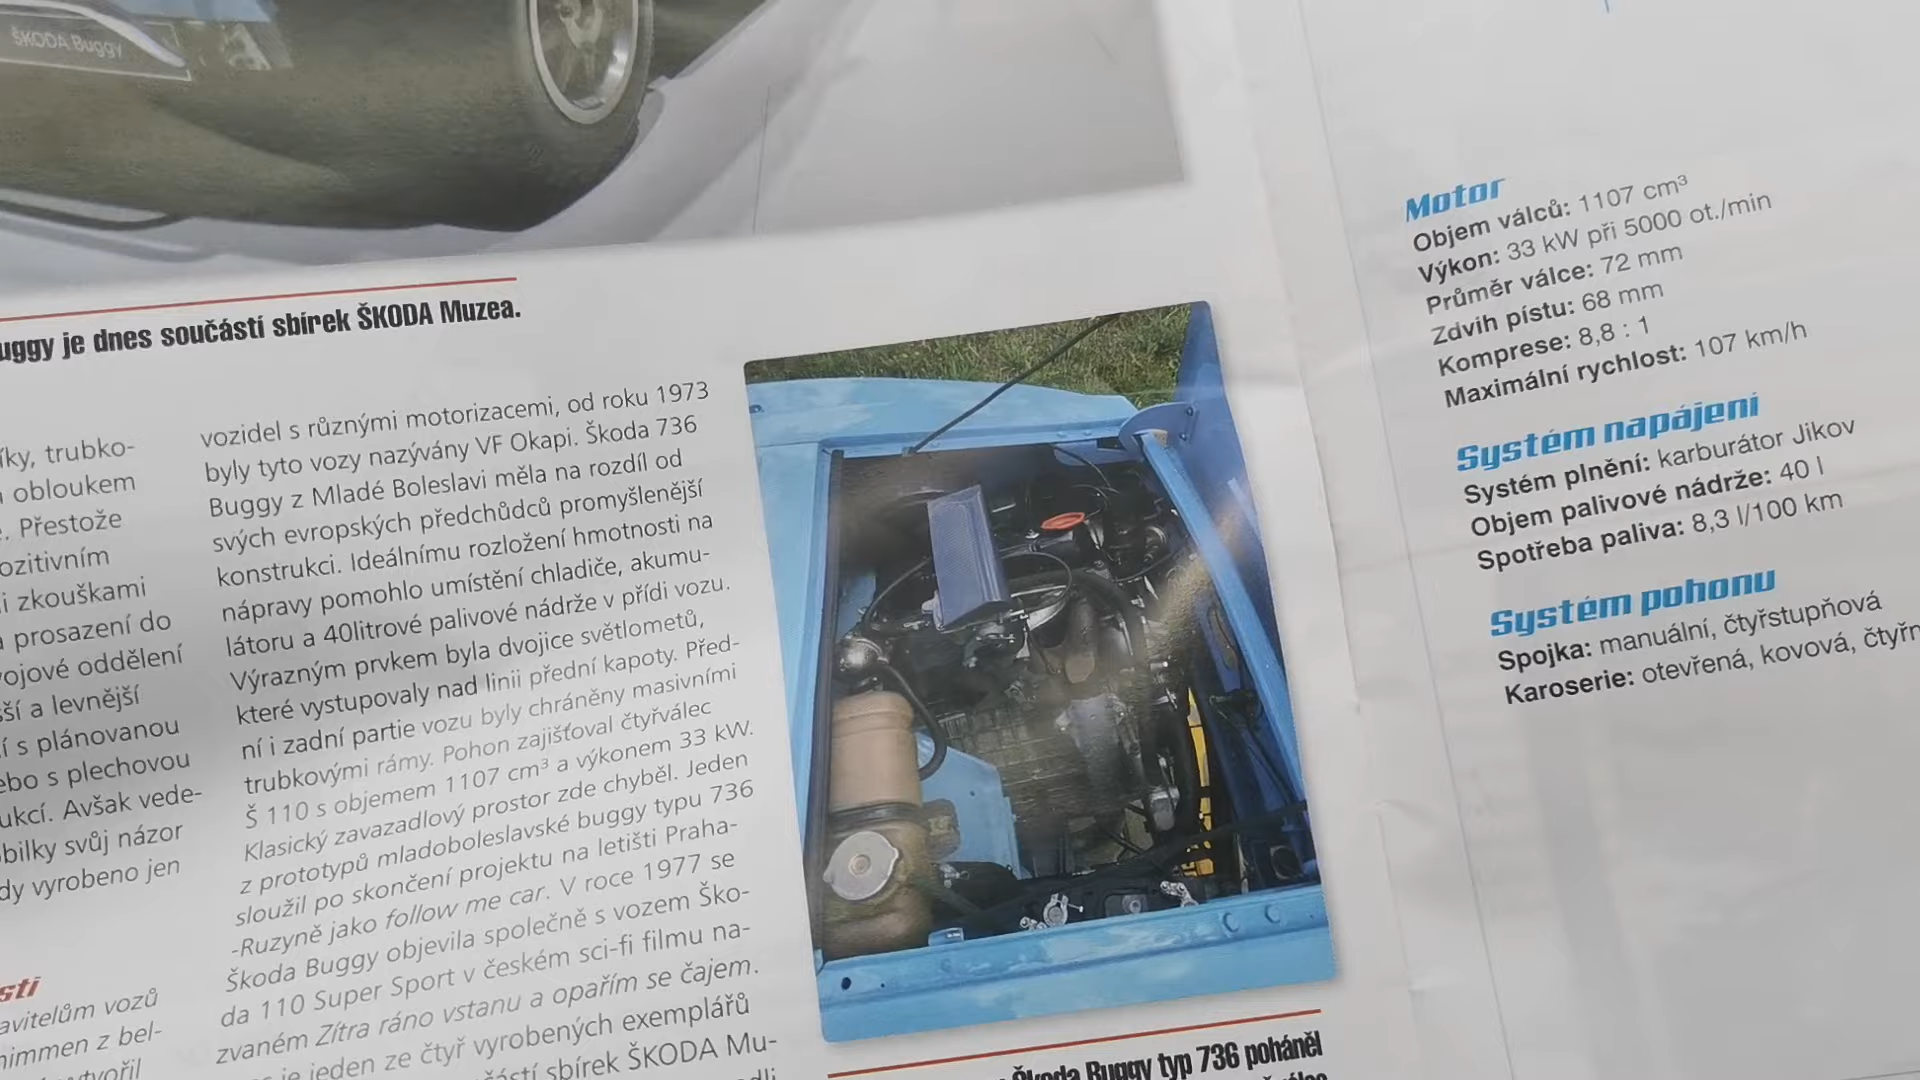 ŠKODA Buggy
uggy je dnes součástí sbírek ŠKODA Muzea.
íky, trubko-
obloukem
. Přestože
ozitivním
i zkouškami
prosazení do
ojové oddělení
ší a levnější
í s plánovanou
ebo s plechovou
ukcí. Avšak vede-
bilky svůj názor
dy vyrobeno jen
sti
avitelům vozů
nimmen z bel-
vytvořil
vozidel s různými motorizacemi, od roku 1973
byly tyto vozy nazývány VF Okapi. Škoda 736
Buggy z Mladé Boleslavi měla na rozdíl od
svých evropských předchůdců promyšlenější
konstrukci. Ideálnímu rozložení hmotnosti na
nápravy pomohlo umístění chladiče, akumu-
látoru a 40litrové palivové nádrže v přídi vozu.
Výrazným prvkem byla dvojice světlometů,
které vystupovaly nad linii přední kapoty. Před-
ní i zadní partie vozu byly chráněny masivními
trubkovými rámy. Pohon zajišťoval čtyřválec
Š 110 s objemem 1107 cm³ a výkonem 33 kW.
Klasický zavazadlový prostor zde chyběl. Jeden
z prototypů mladoboleslavské buggy typu 736
sloužil po skončení projektu na letišti Praha-
-Ruzyně jako follow me car. V roce 1977 se
Škoda Buggy objevila společně s vozem Ško-
da 110 Super Sport v českém sci-fi filmu na-
zvaném Zítra ráno vstanu a opařím se čajem.
je jeden ze čtyř vyrobených exemplářů
částí sbírek ŠKODA Mu-
Škoda Buggy typ 736 poháněl
Motor
Objem válců: 1107 cm³
Výkon: 33 kW při 5000 ot./min
Průměr válce: 72 mm
Zdvih pístu: 68 mm
Komprese: 8,8 : 1
Maximální rychlost: 107 km/h
Systém napájení
Systém plnění: karburátor Jikov
Objem palivové nádrže: 40 l
Spotřeba paliva: 8,3 l/100 km
Systém pohonu
Spojka: manuální, čtyřstupňová
Karoserie: otevřená, kovová, čtyřm